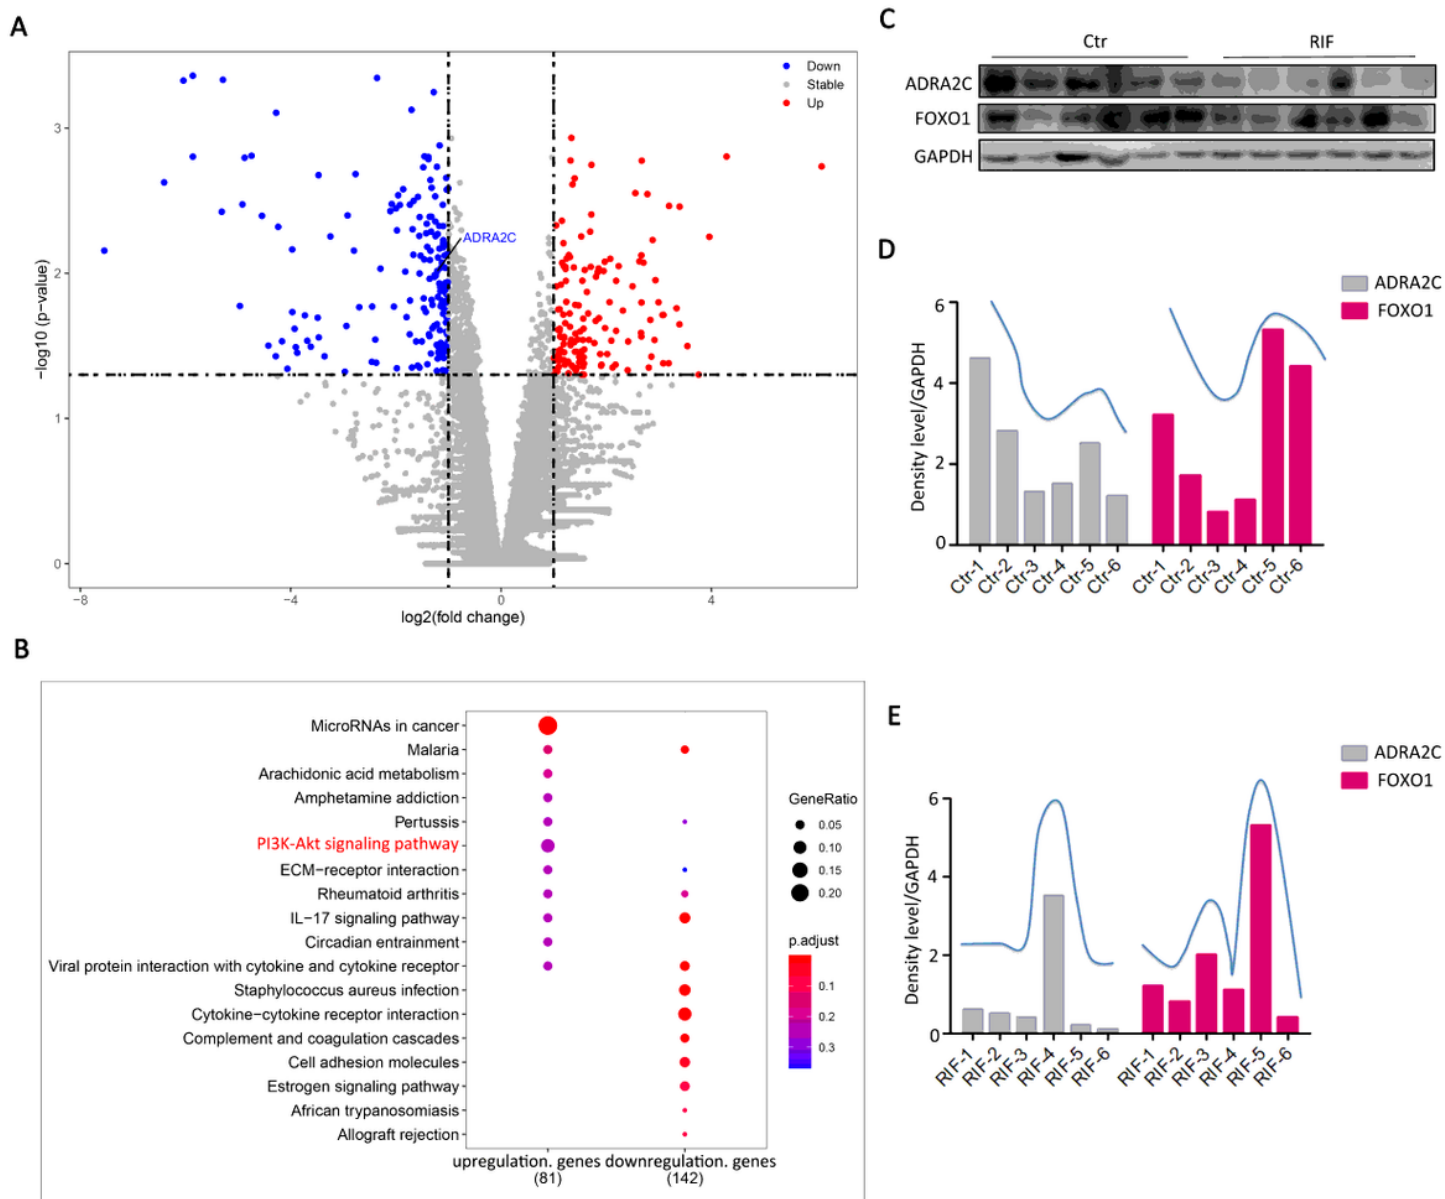 A
Down
Stable
Up
ADRA2C
3
2
1
0
−log10 (p−value)
−8
−4
0
4
log2(fold change)
B
MicroRNAs in cancer
Malaria
Arachidonic acid metabolism
Amphetamine addiction
Pertussis
PI3K-Akt signaling pathway
ECM−receptor interaction
Rheumatoid arthritis
IL−17 signaling pathway
Circadian entrainment
Viral protein interaction with cytokine and cytokine receptor
Staphylococcus aureus infection
Cytokine−cytokine receptor interaction
Complement and coagulation cascades
Cell adhesion molecules
Estrogen signaling pathway
African trypanosomiasis
Allograft rejection
upregulation. genes downregulation. genes
(81) (142)
GeneRatio
0.05
0.10
0.15
0.20
p.adjust
0.1
0.2
0.3
C
Ctr RIF
ADRA2C
FOXO1
GAPDH
D
ADRA2C
FOXO1
Density level/GAPDH
6
4
2
0
Ctr-1 Ctr-2 Ctr-3 Ctr-4 Ctr-5 Ctr-6 Ctr-1 Ctr-2 Ctr-3 Ctr-4 Ctr-5 Ctr-6
E
ADRA2C
FOXO1
Density level/GAPDH
6
4
2
0
RIF-1 RIF-2 RIF-3 RIF-4 RIF-5 RIF-6 RIF-1 RIF-2 RIF-3 RIF-4 RIF-5 RIF-6